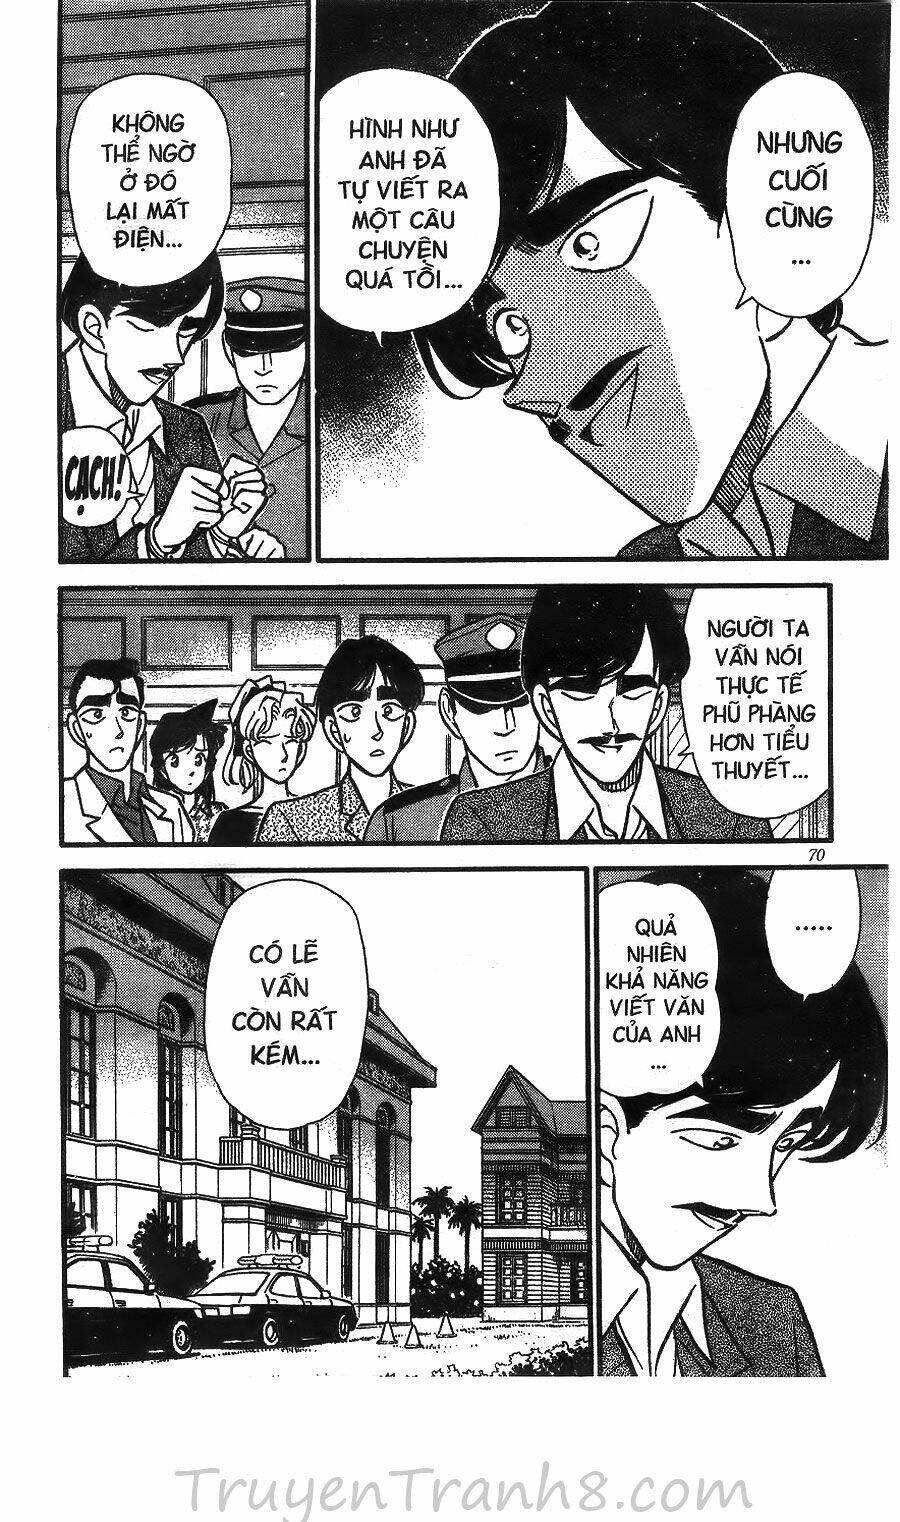 NHƯNG
CUỐI
CÙNG
...
HÌNH NHƯ
ANH ĐÃ
TỰ VIẾT RA
MỘT CÂU
CHUYỆN
QUÁ TỒI...
KHÔNG
THỂ NGỜ
Ở ĐÓ
LẠI MẤT
ĐIỆN...
CẠCH!
NGƯỜI TA
VẪN NÓI
THỰC TẾ
PHŨ PHÀNG
HƠN TIỂU
THUYẾT...
70
.....
QUẢ
NHIÊN
KHẢ NĂNG
VIẾT VĂN
CỦA ANH
...
CÓ LẼ
VẪN
CÒN RẤT
KÉM...
TruyenTranh8.com